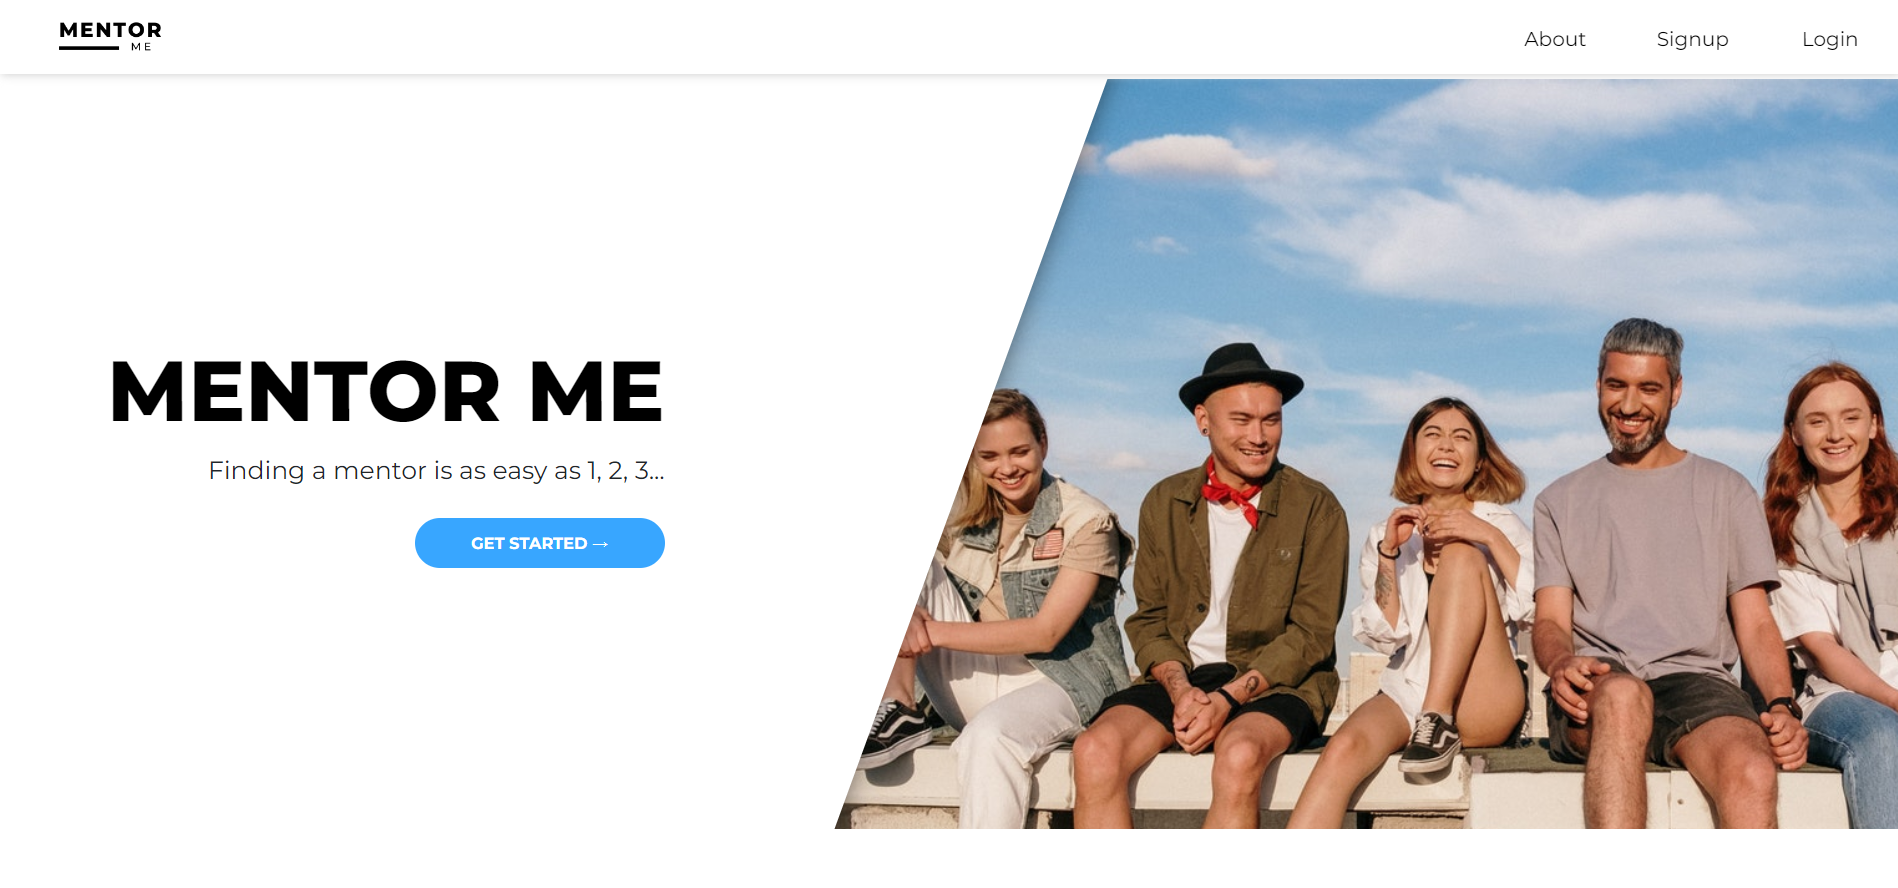 MENTOR
ME
About Signup Login
MENTOR ME
Finding a mentor is as easy as 1, 2, 3...
GET STARTED →